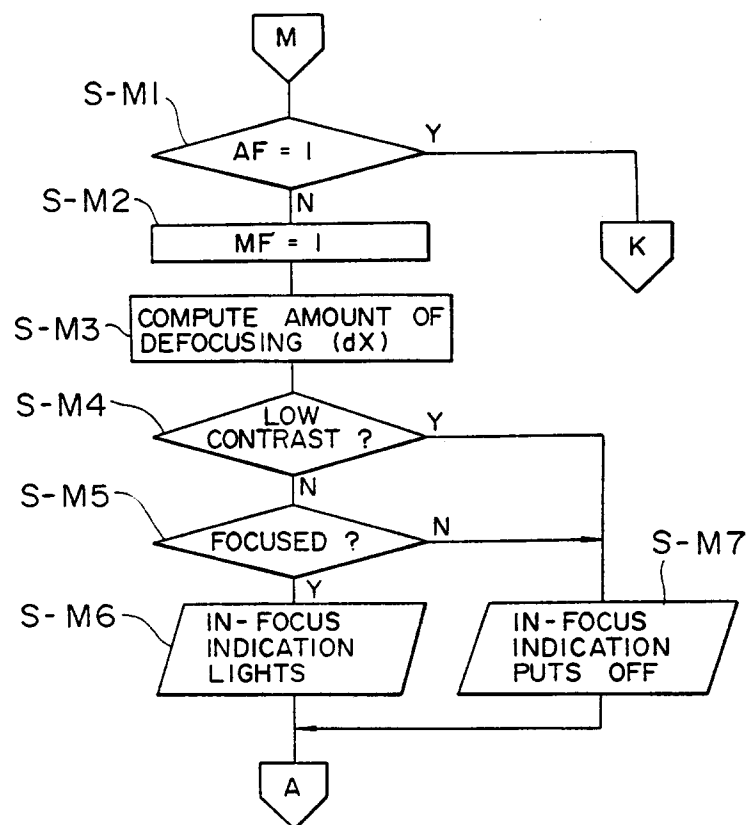 M
S-M1
AF = 1
Y
N
K
S-M2
MF = 1
S-M3
COMPUTE AMOUNT OF
DEFOCUSING (dX)
S-M4
LOW
CONTRAST ?
Y
N
S-M5
FOCUSED ?
N
Y
S-M7
S-M6
IN-FOCUS
INDICATION
LIGHTS
IN-FOCUS
INDICATION
PUTS OFF
A